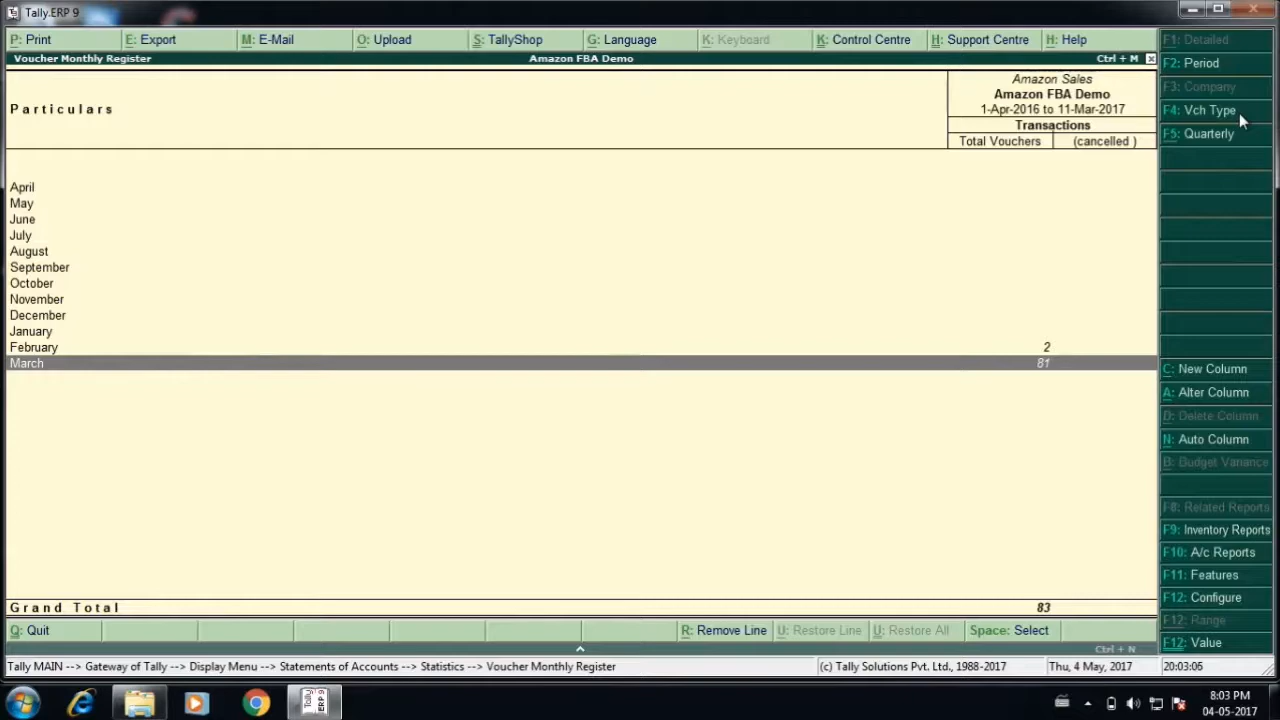 Tally.ERP 9
P: Print
E: Export
M: E-Mail
O: Upload
S: TallyShop
G: Language
K: Keyboard
K: Control Centre
H: Support Centre
H: Help
Voucher Monthly Register
Amazon FBA Demo
Ctrl + M
Particulars
Amazon Sales
Amazon FBA Demo
1-Apr-2016 to 11-Mar-2017
Transactions
Total Vouchers (cancelled )
April
May
June
July
August
September
October
November
December
January
February 2
March 81
Grand Total 83
F1: Detailed
F2: Period
F3: Company
F4: Vch Type
F5: Quarterly
C: New Column
A: Alter Column
D: Delete Column
N: Auto Column
B: Budget Variance
F8: Related Reports
F9: Inventory Reports
F10: A/c Reports
F11: Features
F12: Configure
F12: Range
F12: Value
Q: Quit
R: Remove Line
U: Restore Line
U: Restore All
Space: Select
Ctrl + N
Tally MAIN --> Gateway of Tally --> Display Menu --> Statements of Accounts --> Statistics --> Voucher Monthly Register
(c) Tally Solutions Pvt. Ltd., 1988-2017
Thu, 4 May, 2017
20:03:06
Tally ERP 9
8:03 PM
04-05-2017